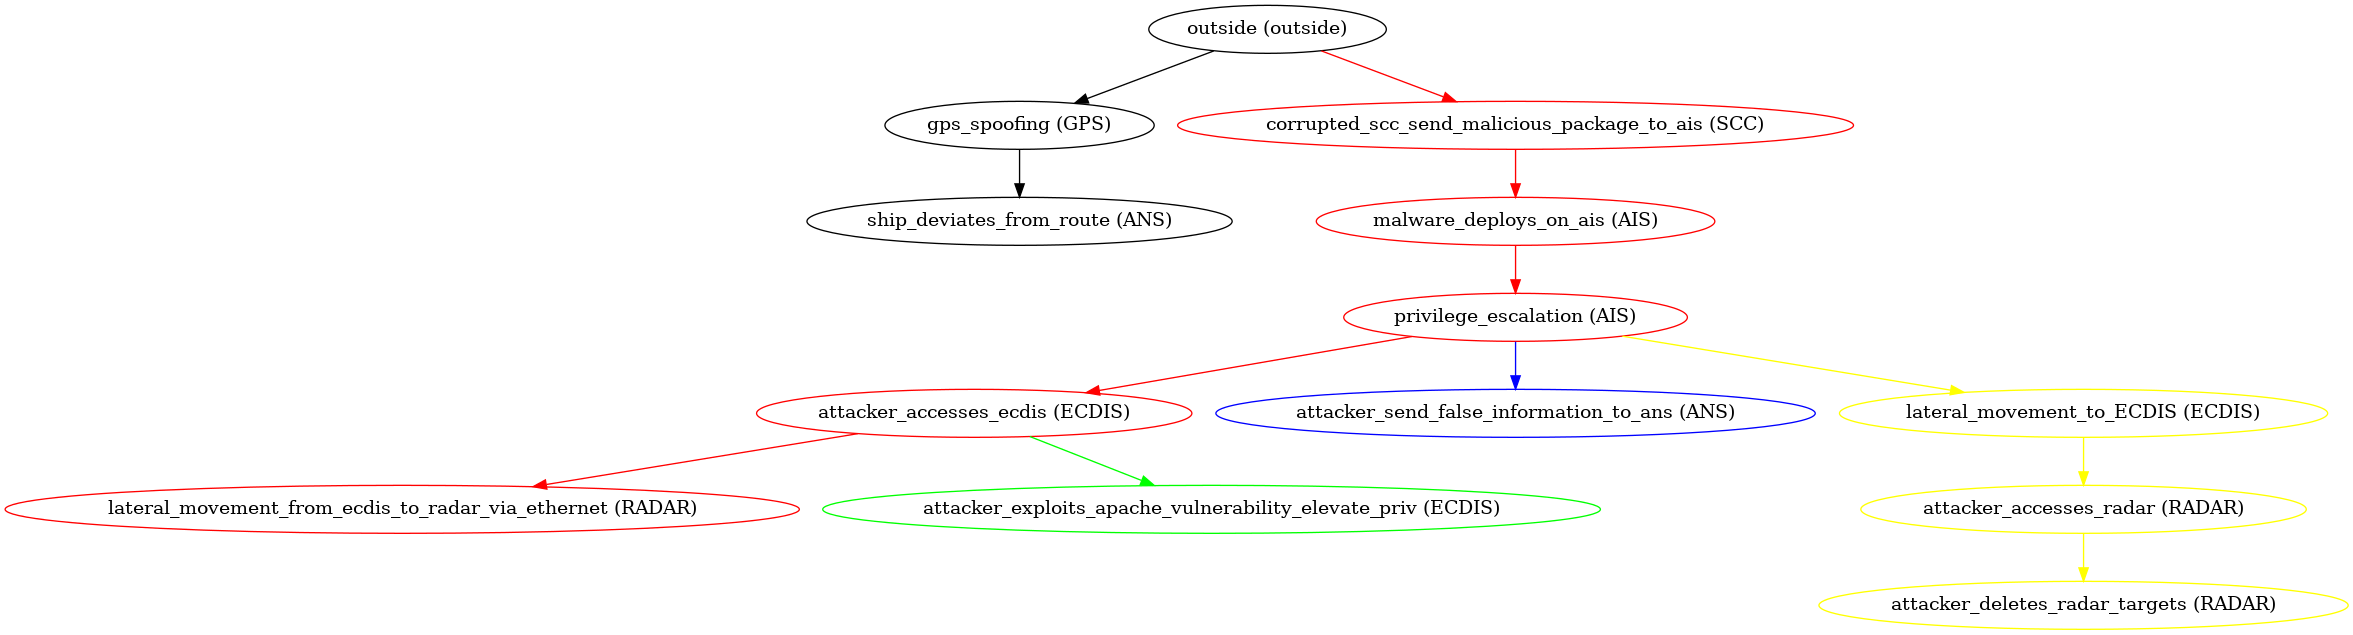 outside (outside)
gps_spoofing (GPS)
corrupted_scc_send_malicious_package_to_ais (SCC)
ship_deviates_from_route (ANS)
malware_deploys_on_ais (AIS)
privilege_escalation (AIS)
attacker_accesses_ecdis (ECDIS)
attacker_send_false_information_to_ans (ANS)
lateral_movement_to_ECDIS (ECDIS)
lateral_movement_from_ecdis_to_radar_via_ethernet (RADAR)
attacker_exploits_apache_vulnerability_elevate_priv (ECDIS)
attacker_accesses_radar (RADAR)
attacker_deletes_radar_targets (RADAR)